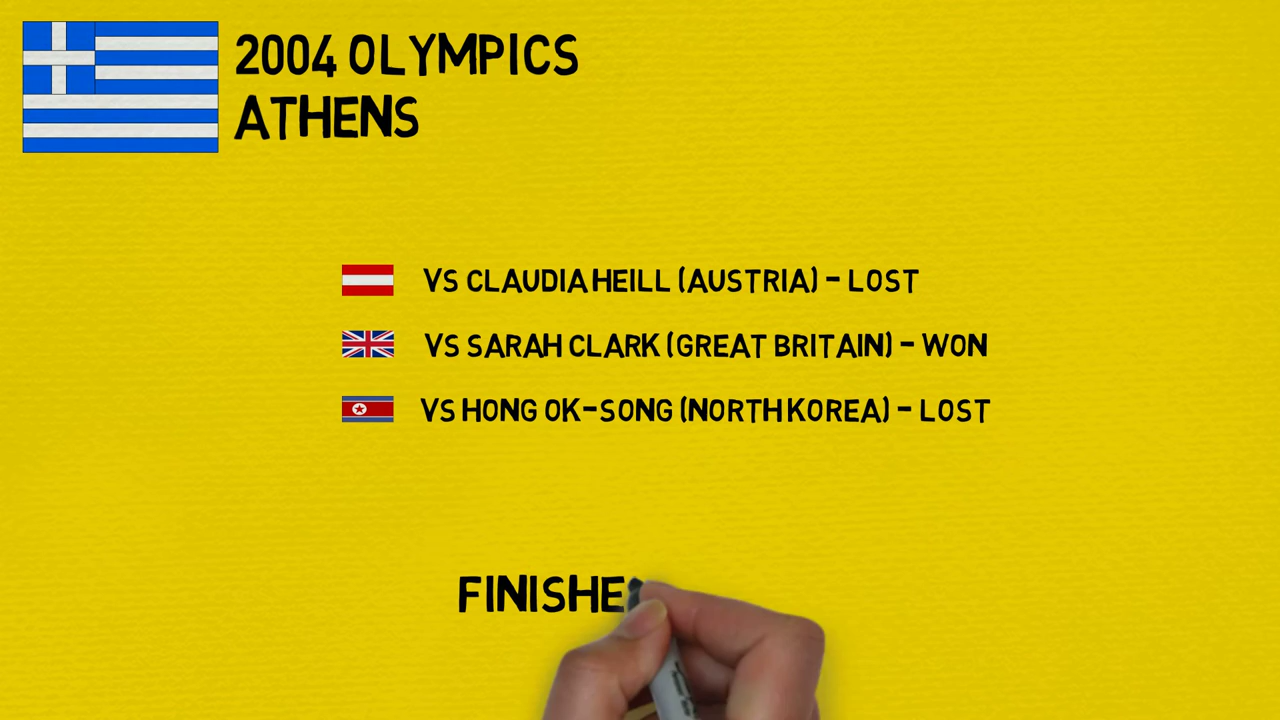 2004 OLYMPICS
ATHENS
VS CLAUDIA HEILL (AUSTRIA) - LOST
VS SARAH CLARK (GREAT BRITAIN) - WON
VS HONG OK-SONG (NORTH KOREA) - LOST
FINISHE